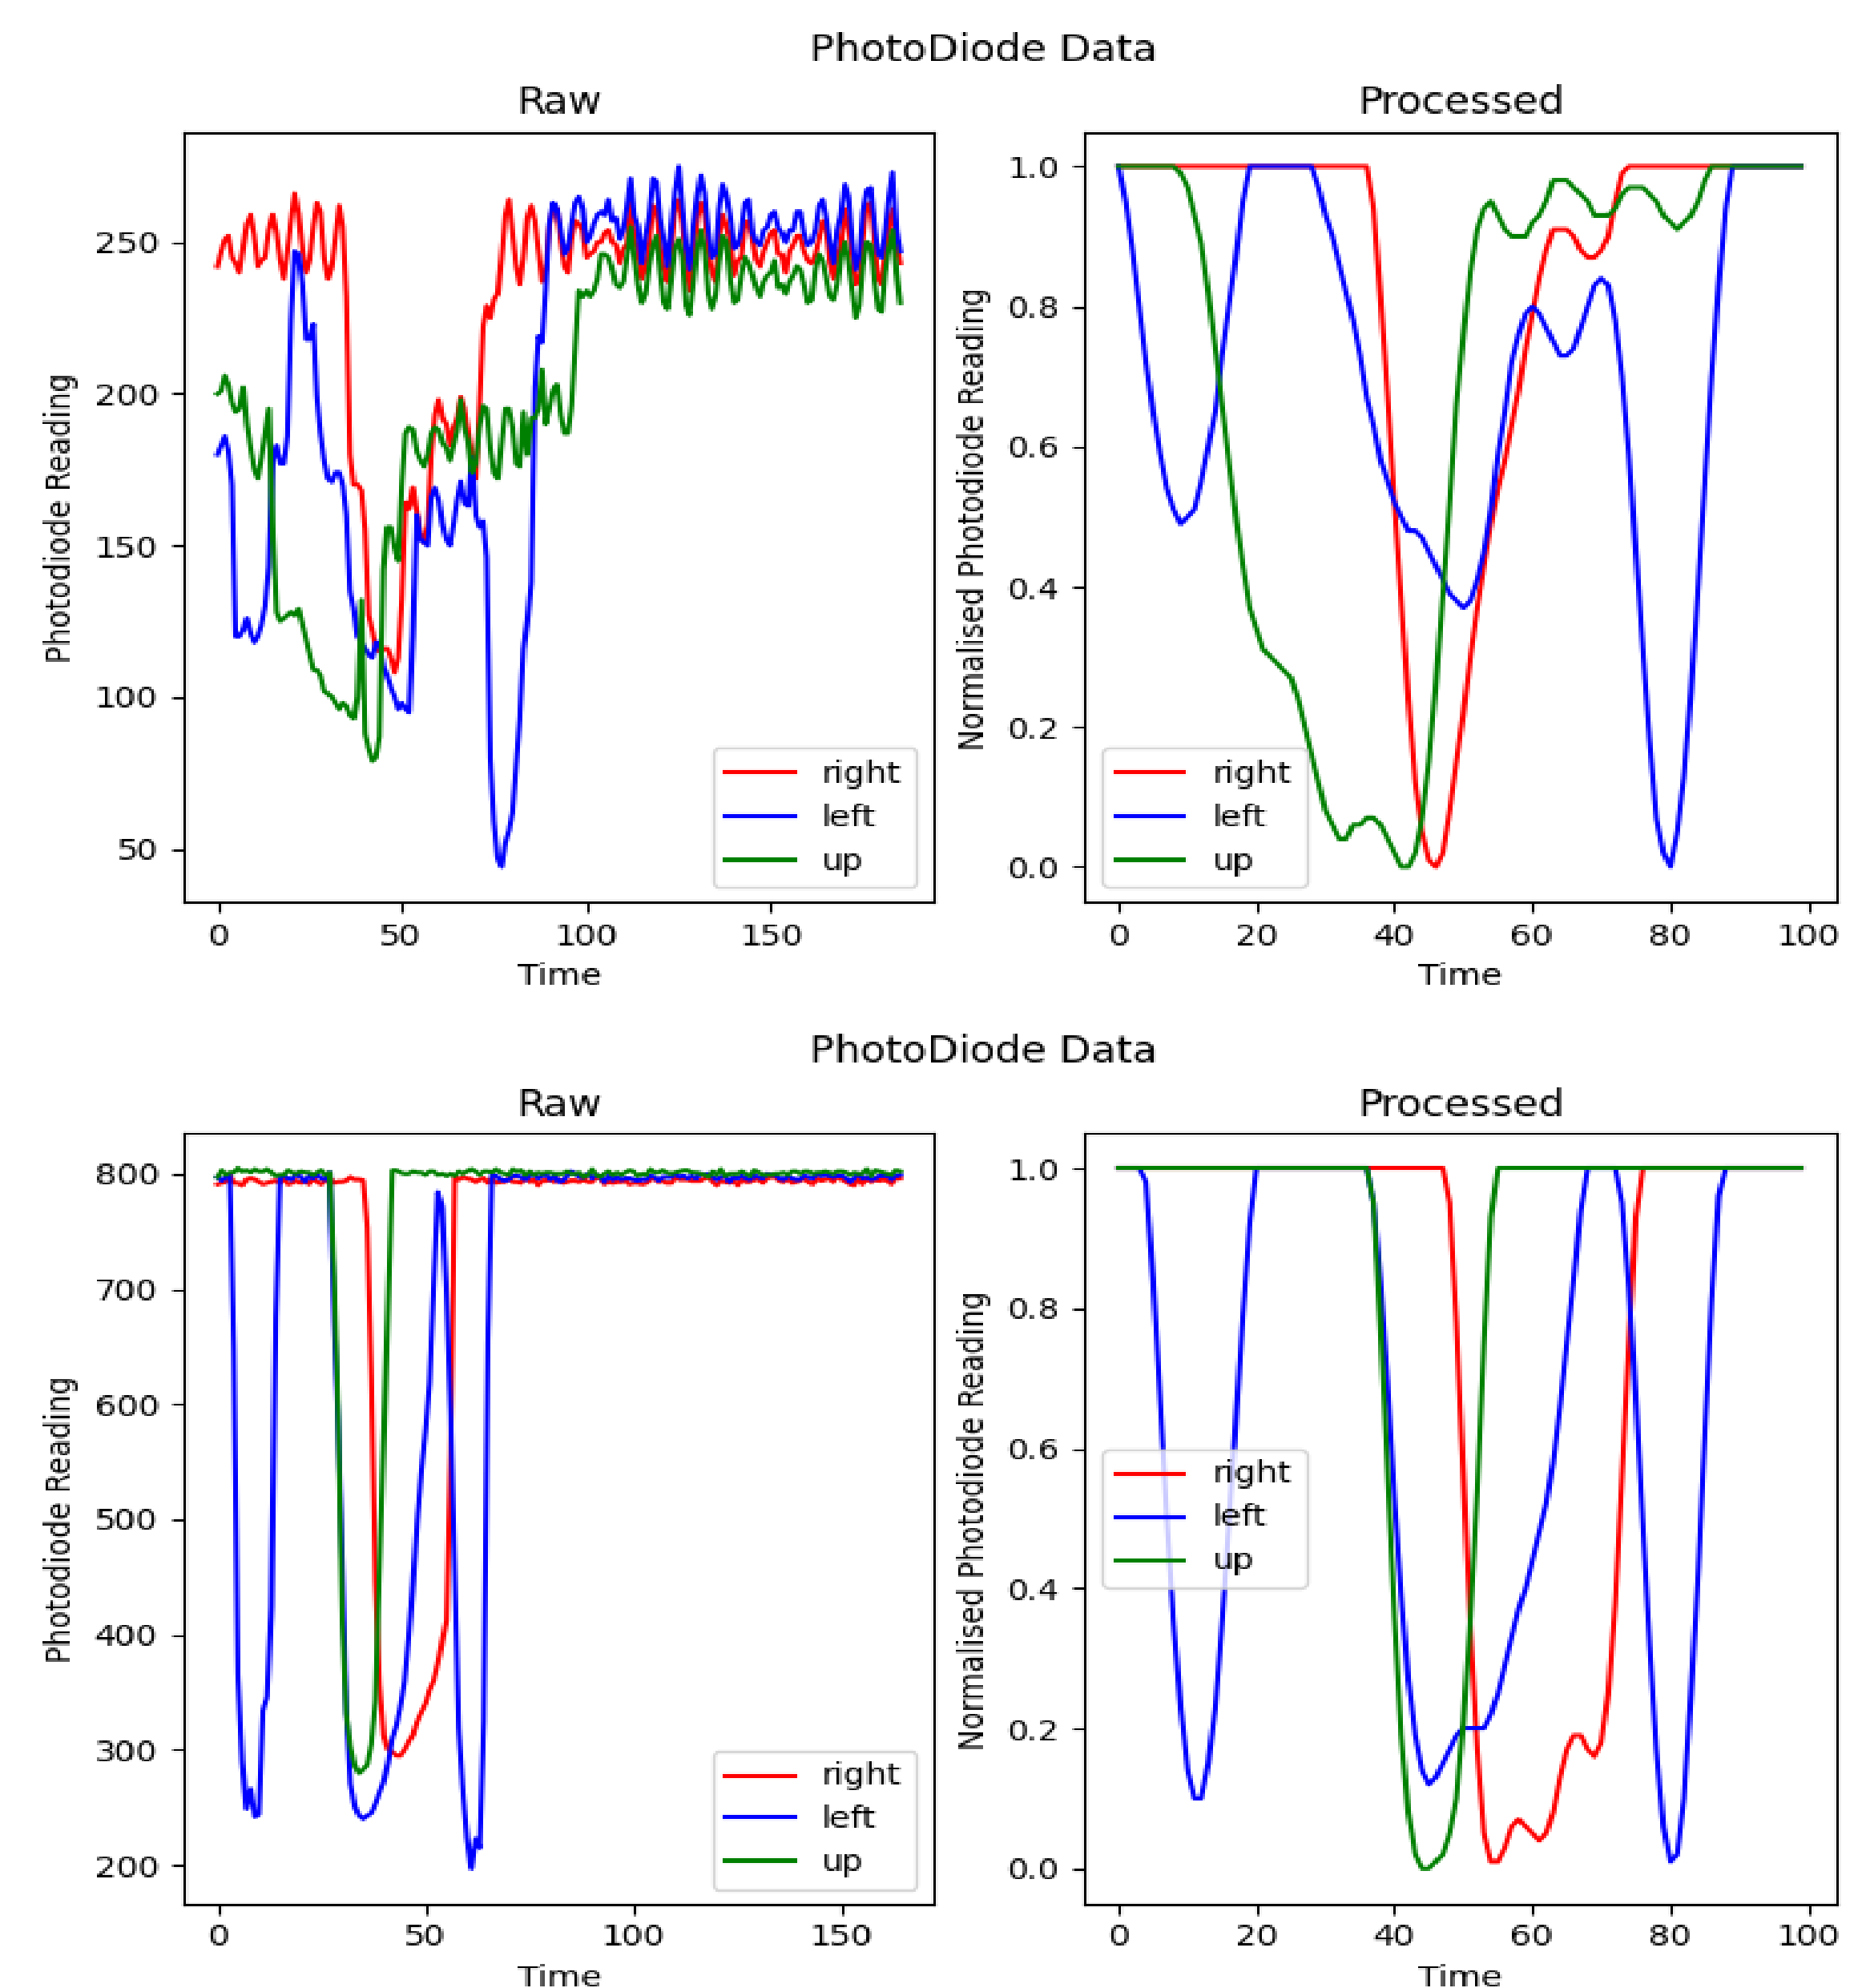 PhotoDiode Data
Raw
Processed
Photodiode Reading
250
200
150
100
50
0
50
100
150
Time
right
left
up
Normalised Photodiode Reading
1.0
0.8
0.6
0.4
0.2
0.0
0
20
40
60
80
100
Time
right
left
up
PhotoDiode Data
Raw
Processed
Photodiode Reading
800
700
600
500
400
300
200
0
50
100
150
Time
right
left
up
Normalised Photodiode Reading
1.0
0.8
0.6
0.4
0.2
0.0
0
20
40
60
80
100
Time
right
left
up